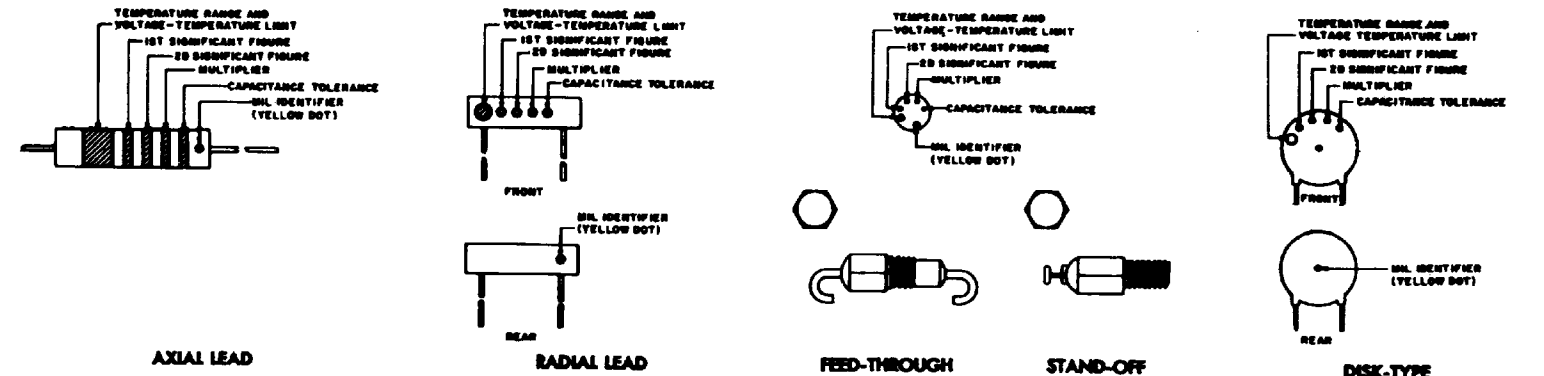 TEMPERATURE RANGE AND
VOLTAGE-TEMPERATURE LIMIT
1ST SIGNIFICANT FIGURE
2D SIGNIFICANT FIGURE
MULTIPLIER
CAPACITANCE TOLERANCE
MIL IDENTIFIER
(YELLOW DOT)
AXIAL LEAD
TEMPERATURE RANGE AND
VOLTAGE-TEMPERATURE LIMIT
1ST SIGNIFICANT FIGURE
2D SIGNIFICANT FIGURE
MULTIPLIER
CAPACITANCE TOLERANCE
FRONT
MIL IDENTIFIER
(YELLOW DOT)
REAR
RADIAL LEAD
TEMPERATURE RANGE AND
VOLTAGE-TEMPERATURE LIMIT
1ST SIGNIFICANT FIGURE
2D SIGNIFICANT FIGURE
MULTIPLIER
CAPACITANCE TOLERANCE
MIL IDENTIFIER
(YELLOW DOT)
FEED-THROUGH
STAND-OFF
TEMPERATURE RANGE AND
VOLTAGE TEMPERATURE LIMIT
1ST SIGNIFICANT FIGURE
2D SIGNIFICANT FIGURE
MULTIPLIER
CAPACITANCE TOLERANCE
FRONT
MIL IDENTIFIER
(YELLOW DOT)
REAR
DISK-TYPE